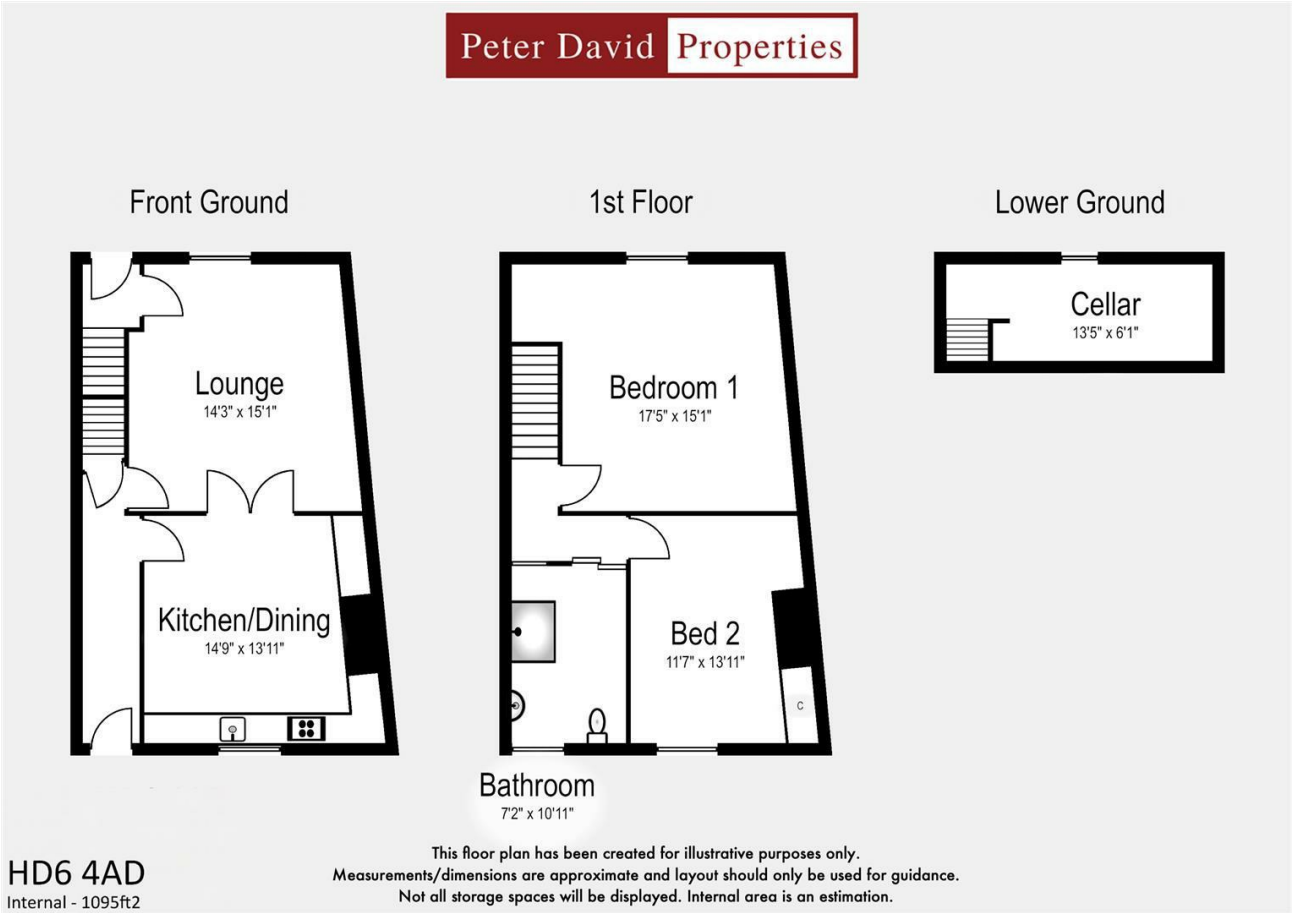 Peter David Properties
Front Ground
1st Floor
Lower Ground
Lounge
14'3" x 15'1"
Kitchen/Dining
14'9" x 13'11"
Bedroom 1
17'5" x 15'1"
Bed 2
11'7" x 13'11"
C
Bathroom
7'2" x 10'11"
Cellar
13'5" x 6'1"
HD6 4AD
Internal - 1095ft2
This floor plan has been created for illustrative purposes only.
Measurements/dimensions are approximate and layout should only be used for guidance.
Not all storage spaces will be displayed. Internal area is an estimation.